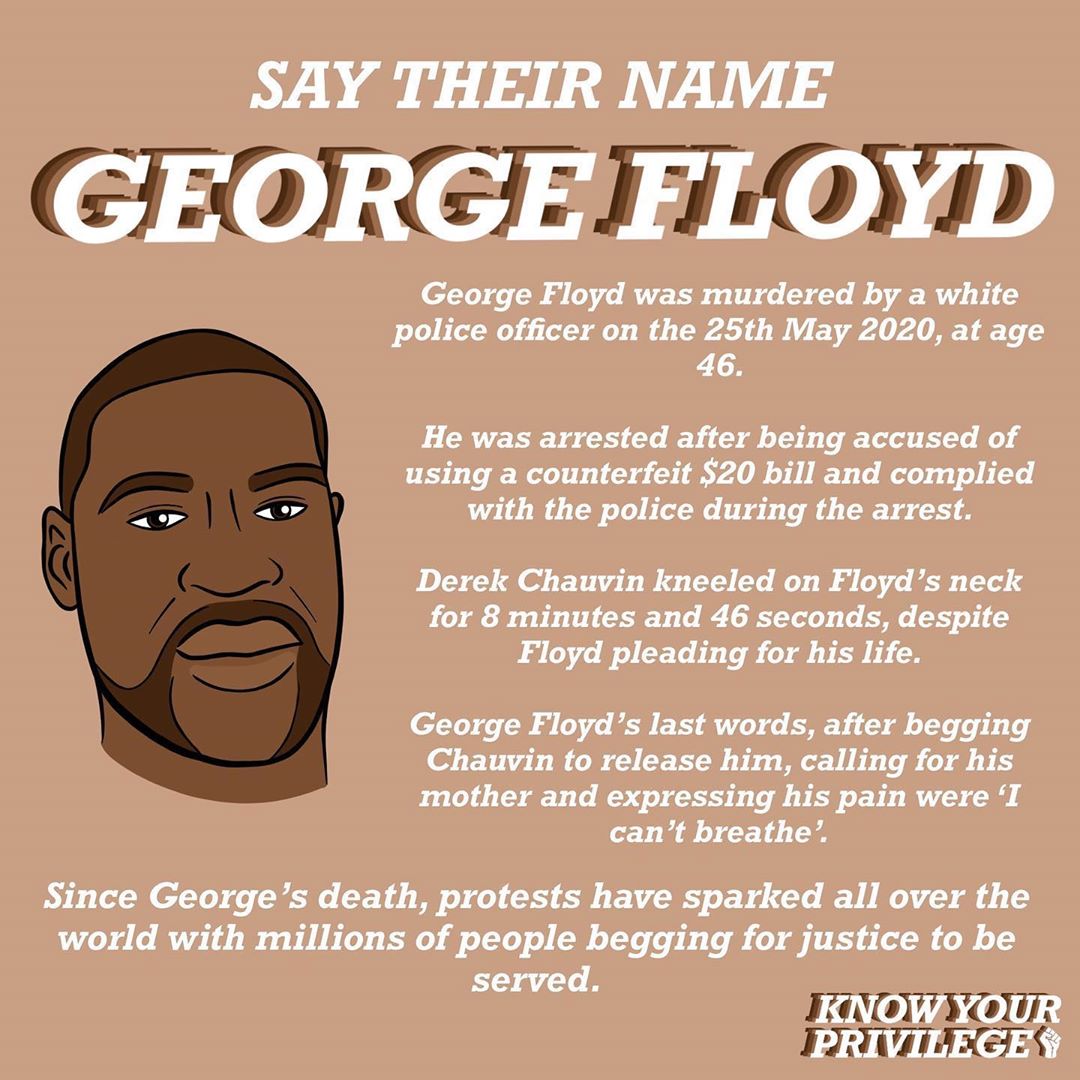 SAY THEIR NAME
GEORGE FLOYD
George Floyd was murdered by a white
police officer on the 25th May 2020, at age
46.
He was arrested after being accused of
using a counterfeit $20 bill and complied
with the police during the arrest.
Derek Chauvin kneeled on Floyd's neck
for 8 minutes and 46 seconds, despite
Floyd pleading for his life.
George Floyd's last words, after begging
Chauvin to release him, calling for his
mother and expressing his pain were ‘I
can't breathe’.
Since George's death, protests have sparked all over the
world with millions of people begging for justice to be
served.
KNOW YOUR
PRIVILEGE